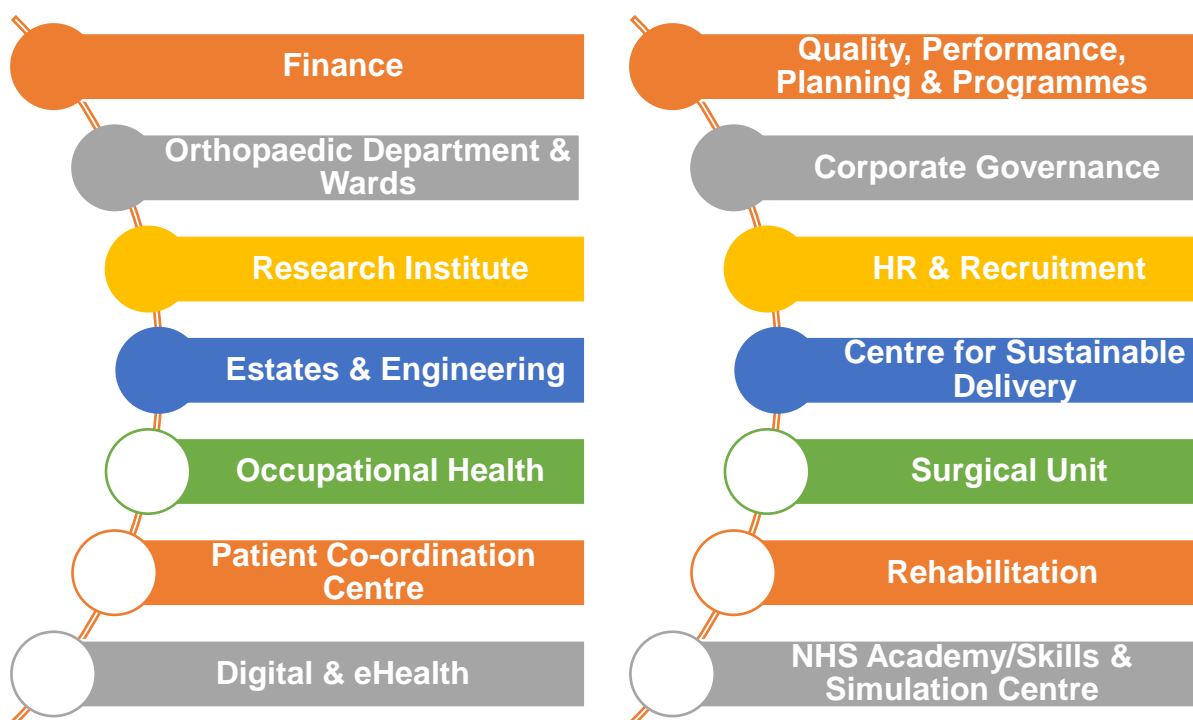 Finance
Orthopaedic Department &
Wards
Research Institute
Estates & Engineering
Occupational Health
Patient Co-ordination
Centre
Digital & eHealth
Quality, Performance,
Planning & Programmes
Corporate Governance
HR & Recruitment
Centre for Sustainable
Delivery
Surgical Unit
Rehabilitation
NHS Academy/Skills &
Simulation Centre